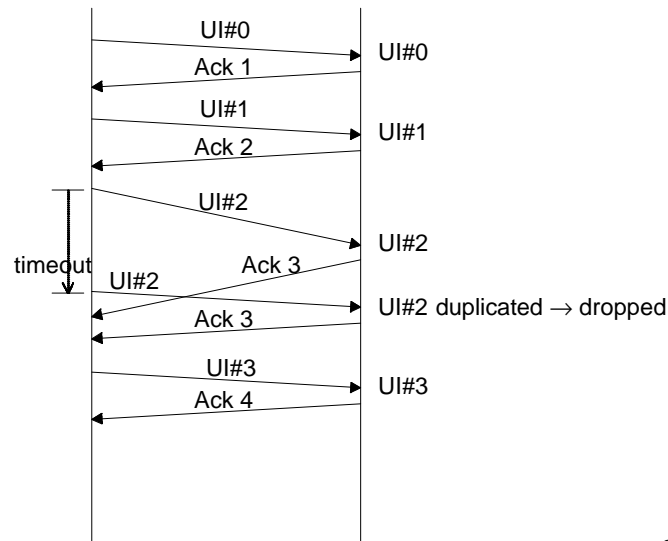 UI#0
UI#0
Ack 1
UI#1
UI#1
Ack 2
UI#2
UI#2
Ack 3
timeout
UI#2
UI#2 duplicated → dropped
Ack 3
UI#3
UI#3
Ack 4